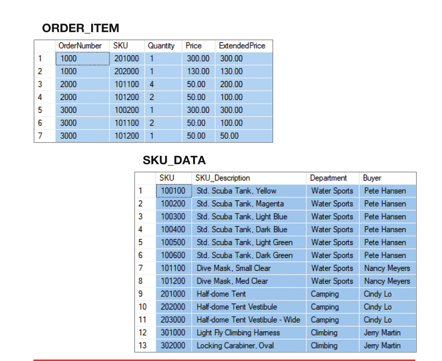 ORDER_ITEM
OrderNumber SKU Quantity Price ExtendedPrice
1 1000 201000 1 300.00 300.00
2 1000 202000 1 130.00 130.00
3 2000 101100 4 50.00 200.00
4 2000 101200 2 50.00 100.00
5 3000 100200 1 300.00 300.00
6 3000 101100 2 50.00 100.00
7 3000 101200 1 50.00 50.00
SKU_DATA
SKU SKU_Description Department Buyer
1 100100 Std. Scuba Tank, Yellow Water Sports Pete Hansen
2 100200 Std. Scuba Tank, Magenta Water Sports Pete Hansen
3 100300 Std. Scuba Tank, Light Blue Water Sports Pete Hansen
4 100400 Std. Scuba Tank, Dark Blue Water Sports Pete Hansen
5 100500 Std. Scuba Tank, Light Green Water Sports Pete Hansen
6 100600 Std. Scuba Tank, Dark Green Water Sports Pete Hansen
7 101100 Dive Mask, Small Clear Water Sports Nancy Meyers
8 101200 Dive Mask, Med Clear Water Sports Nancy Meyers
9 201000 Half-dome Tent Camping Cindy Lo
10 202000 Half-dome Tent Vestibule Camping Cindy Lo
11 203000 Half-dome Tent Vestibule - Wide Camping Cindy Lo
12 301000 Light Fly Climbing Harness Climbing Jerry Martin
13 302000 Locking Carabiner, Oval Climbing Jerry Martin